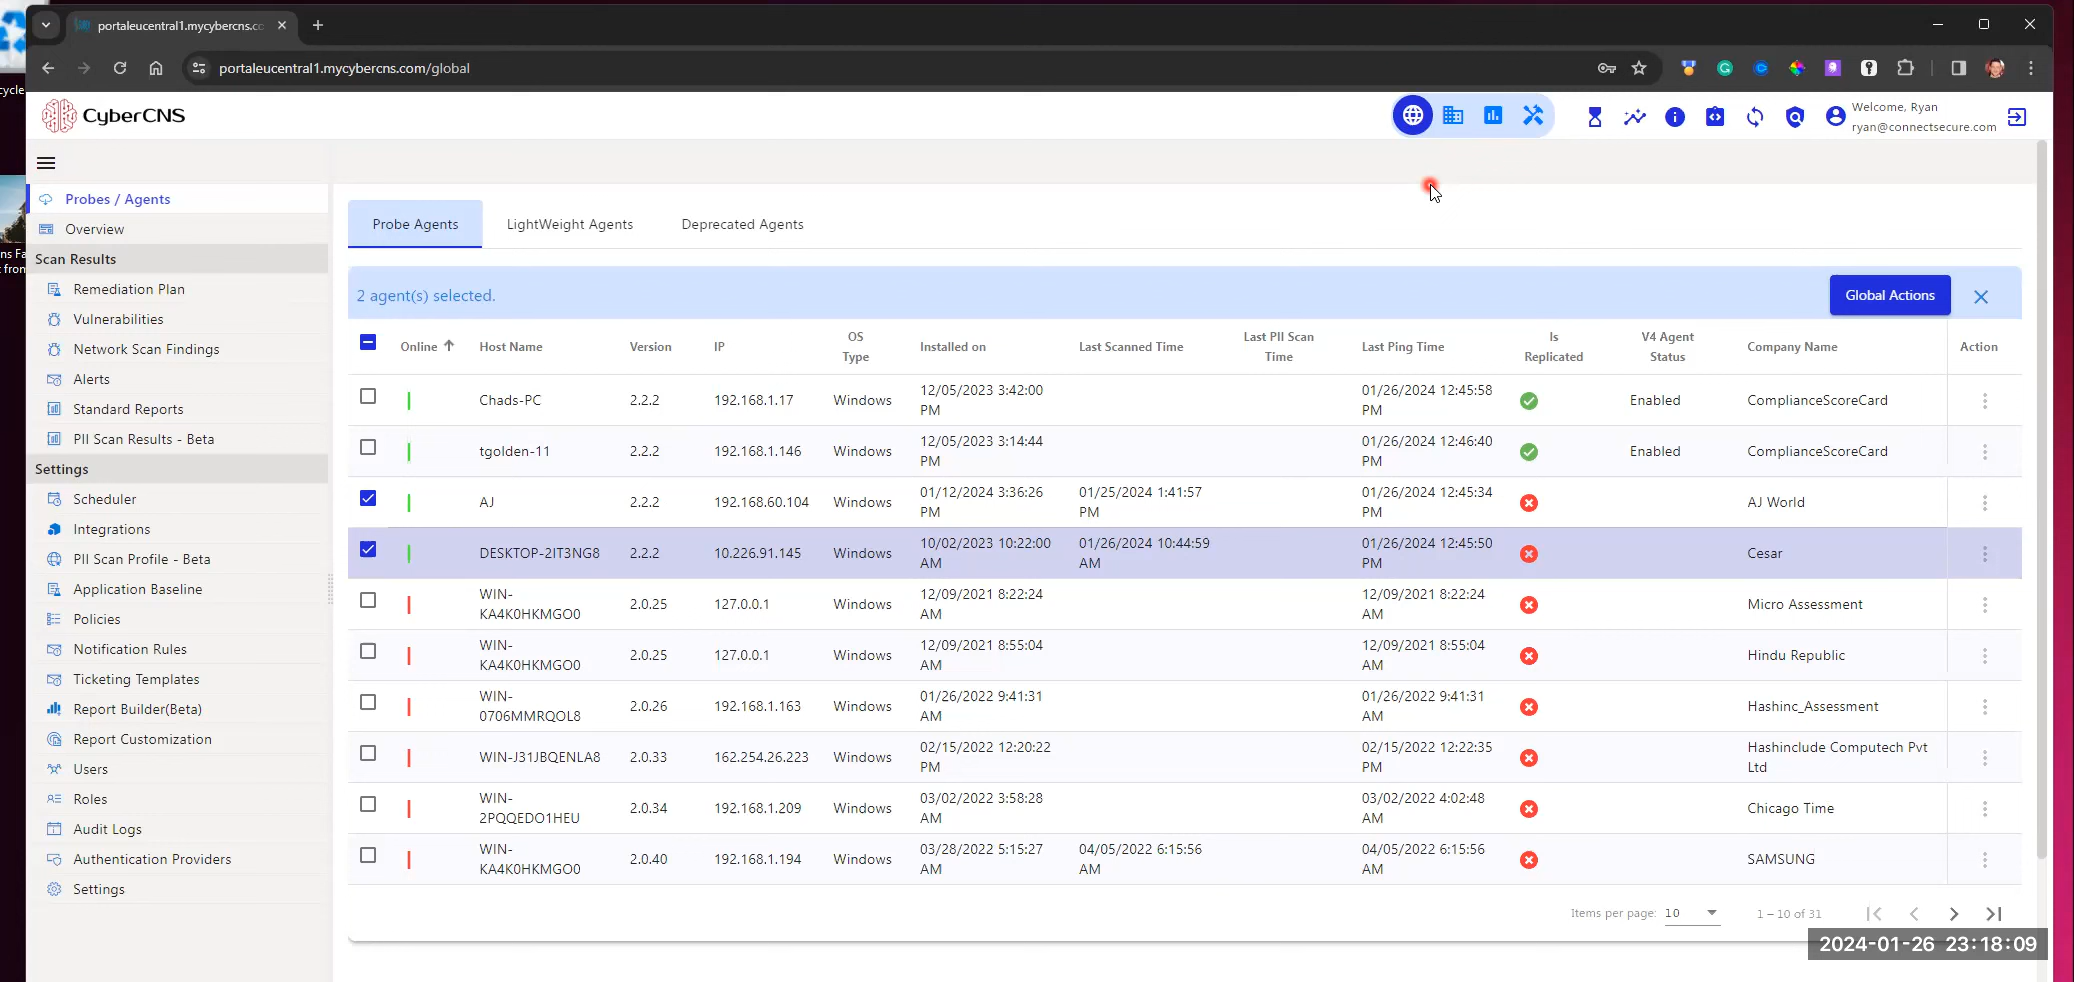 portaleucentral1.mycybercns.co
portaleucentral1.mycybercns.com/global
cycle
CyberCNS
Welcome, Ryan
ryan@connectsecure.com
Probes / Agents
Overview
Scan Results
Remediation Plan
Vulnerabilities
Network Scan Findings
Alerts
Standard Reports
PII Scan Results - Beta
Settings
Scheduler
Integrations
PII Scan Profile - Beta
Application Baseline
Policies
Notification Rules
Ticketing Templates
Report Builder(Beta)
Report Customization
Users
Roles
Audit Logs
Authentication Providers
Settings
ns Fa
t fron
Probe Agents LightWeight Agents Deprecated Agents
2 agent(s) selected. Global Actions
Online Host Name Version IP OS Type Installed on Last Scanned Time Last PII Scan Time Last Ping Time Is Replicated V4 Agent Status Company Name Action
Chads-PC 2.2.2 192.168.1.17 Windows 12/05/2023 3:42:00 PM 01/26/2024 12:45:58 PM Enabled ComplianceScoreCard
tgolden-11 2.2.2 192.168.1.146 Windows 12/05/2023 3:14:44 PM 01/26/2024 12:46:40 PM Enabled ComplianceScoreCard
AJ 2.2.2 192.168.60.104 Windows 01/12/2024 3:36:26 PM 01/25/2024 1:41:57 PM 01/26/2024 12:45:34 PM AJ World
DESKTOP-2IT3NG8 2.2.2 10.226.91.145 Windows 10/02/2023 10:22:00 AM 01/26/2024 10:44:59 AM 01/26/2024 12:45:50 PM Cesar
WIN-KA4K0HKMGO0 2.0.25 127.0.0.1 Windows 12/09/2021 8:22:24 AM 12/09/2021 8:22:24 AM Micro Assessment
WIN-KA4K0HKMGO0 2.0.25 127.0.0.1 Windows 12/09/2021 8:55:04 AM 12/09/2021 8:55:04 AM Hindu Republic
WIN-0706MMRQOL8 2.0.26 192.168.1.163 Windows 01/26/2022 9:41:31 AM 01/26/2022 9:41:31 AM Hashinc_Assessment
WIN-J31JBQENLA8 2.0.33 162.254.26.223 Windows 02/15/2022 12:20:22 PM 02/15/2022 12:22:35 PM Hashinclude Computech Pvt Ltd
WIN-2PQQEDO1HEU 2.0.34 192.168.1.209 Windows 03/02/2022 3:58:28 AM 03/02/2022 4:02:48 AM Chicago Time
WIN-KA4K0HKMGO0 2.0.40 192.168.1.194 Windows 03/28/2022 5:15:27 AM 04/05/2022 6:15:56 AM 04/05/2022 6:15:56 AM SAMSUNG
Items per page: 10 1 – 10 of 31
2024-01-26 23:18:09